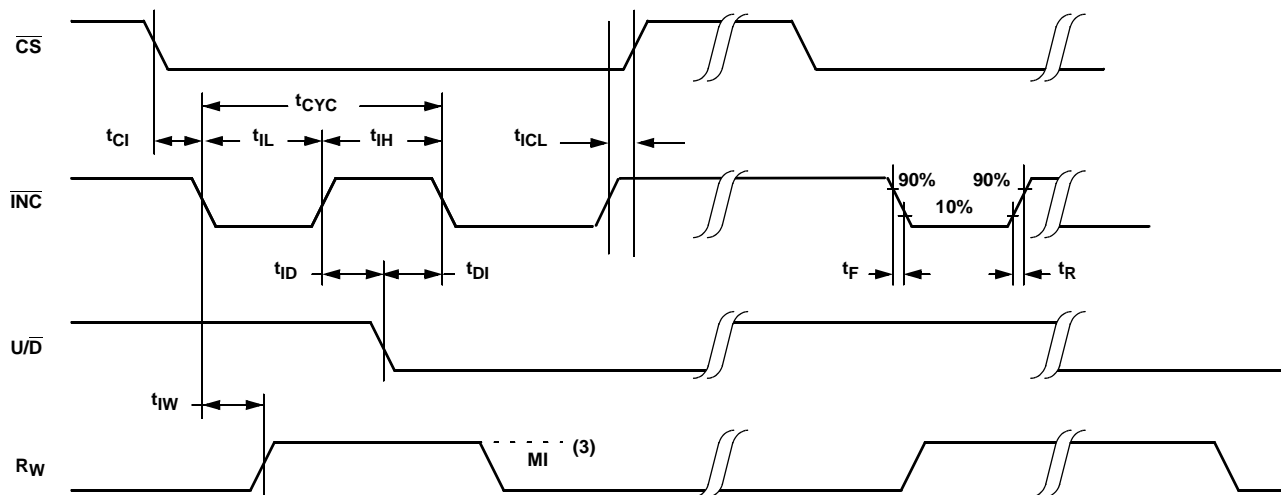 CS
tCYC
tCI tIL tIH tICL
INC 90% 90%
10%
tID tDI tF tR
U/D
tIW
RW MI (3)